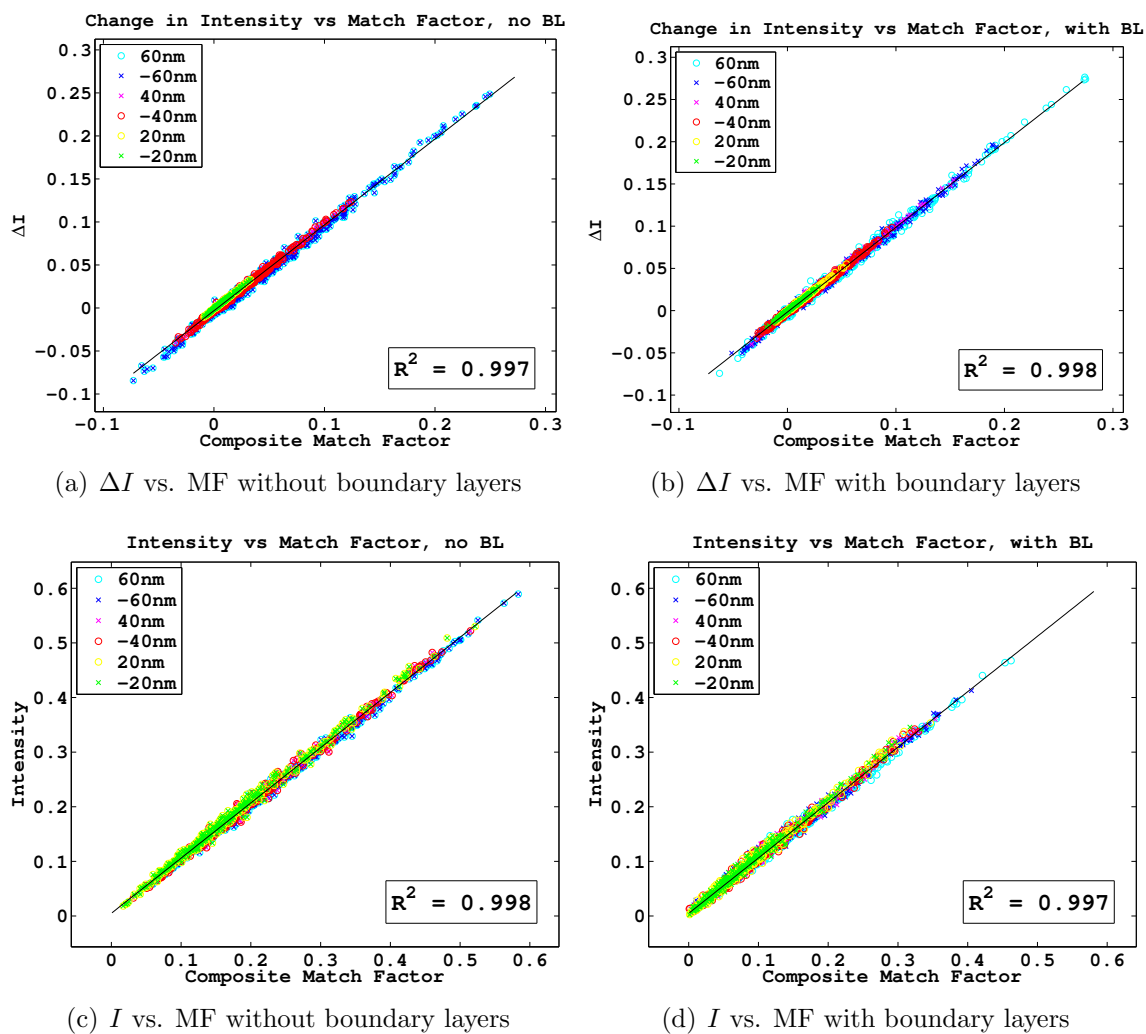 Change in Intensity vs Match Factor, no BL
0.3
0.25
0.2
0.15
0.1
0.05
0
−0.05
−0.1
ΔI
60nm
−60nm
40nm
−40nm
20nm
−20nm
R² = 0.997
−0.1 0 0.1 0.2 0.3
Composite Match Factor
(a) ΔI vs. MF without boundary layers
Change in Intensity vs Match Factor, with BL
0.3
0.25
0.2
0.15
0.1
0.05
0
−0.05
−0.1
ΔI
60nm
−60nm
40nm
−40nm
20nm
−20nm
R² = 0.998
−0.1 0 0.1 0.2 0.3
Composite Match Factor
(b) ΔI vs. MF with boundary layers
Intensity vs Match Factor, no BL
0.6
0.5
0.4
0.3
0.2
0.1
0
Intensity
60nm
−60nm
40nm
−40nm
20nm
−20nm
R² = 0.998
0 0.1 0.2 0.3 0.4 0.5 0.6
Composite Match Factor
(c) I vs. MF without boundary layers
Intensity vs Match Factor, with BL
0.6
0.5
0.4
0.3
0.2
0.1
0
Intensity
60nm
−60nm
40nm
−40nm
20nm
−20nm
R² = 0.997
0 0.1 0.2 0.3 0.4 0.5 0.6
Composite Match Factor
(d) I vs. MF with boundary layers